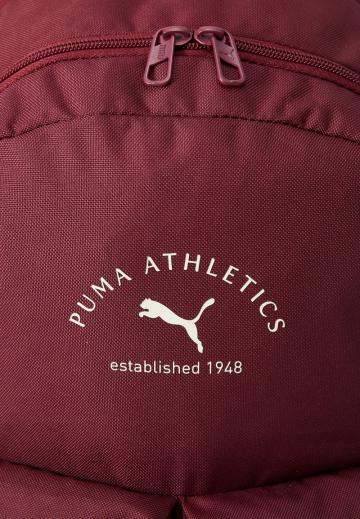 PUMA ATHLETICS
established 1948